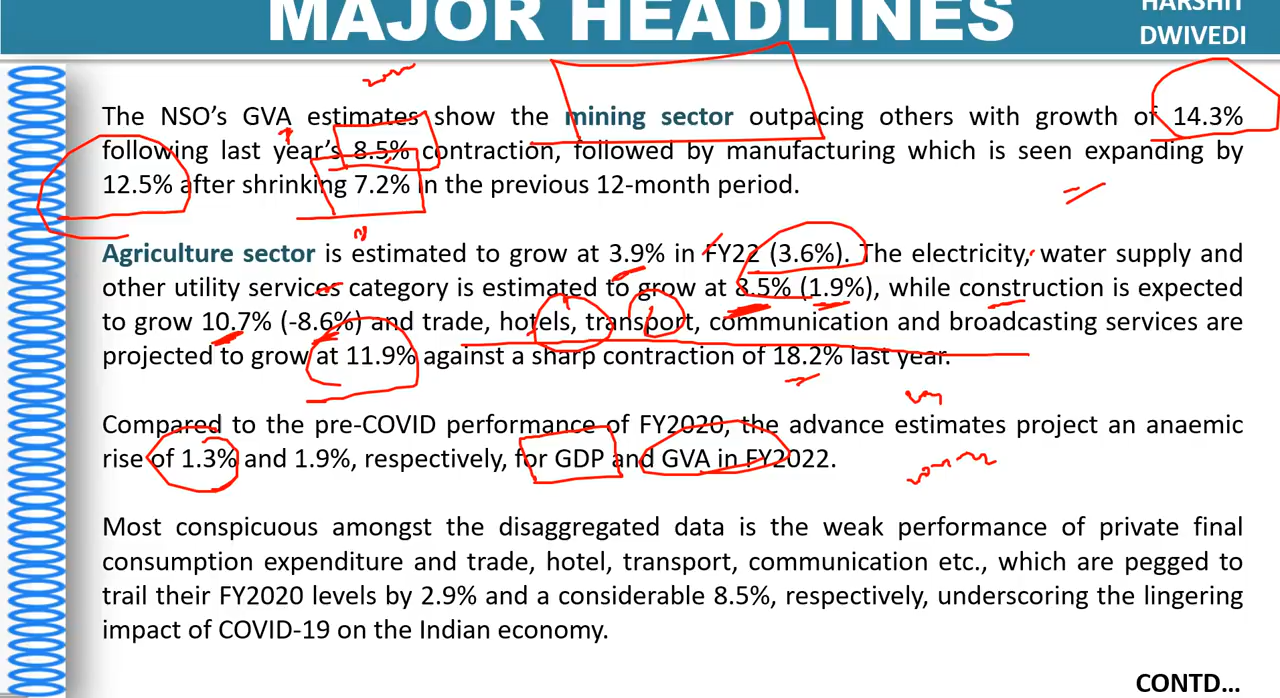 MAJOR HEADLINES
HARSHIT
DWIVEDI
The NSO's GVA estimates show the mining sector outpacing others with growth of 14.3%
following last year's 8.5% contraction, followed by manufacturing which is seen expanding by
12.5% after shrinking 7.2% in the previous 12-month period.
Agriculture sector is estimated to grow at 3.9% in FY22 (3.6%). The electricity, water supply and
other utility services category is estimated to grow at 8.5% (1.9%), while construction is expected
to grow 10.7% (-8.6%) and trade, hotels, transport, communication and broadcasting services are
projected to grow at 11.9% against a sharp contraction of 18.2% last year.
Compared to the pre-COVID performance of FY2020, the advance estimates project an anaemic
rise of 1.3% and 1.9%, respectively, for GDP and GVA in FY2022.
Most conspicuous amongst the disaggregated data is the weak performance of private final
consumption expenditure and trade, hotel, transport, communication etc., which are pegged to
trail their FY2020 levels by 2.9% and a considerable 8.5%, respectively, underscoring the lingering
impact of COVID-19 on the Indian economy.
CONTD...